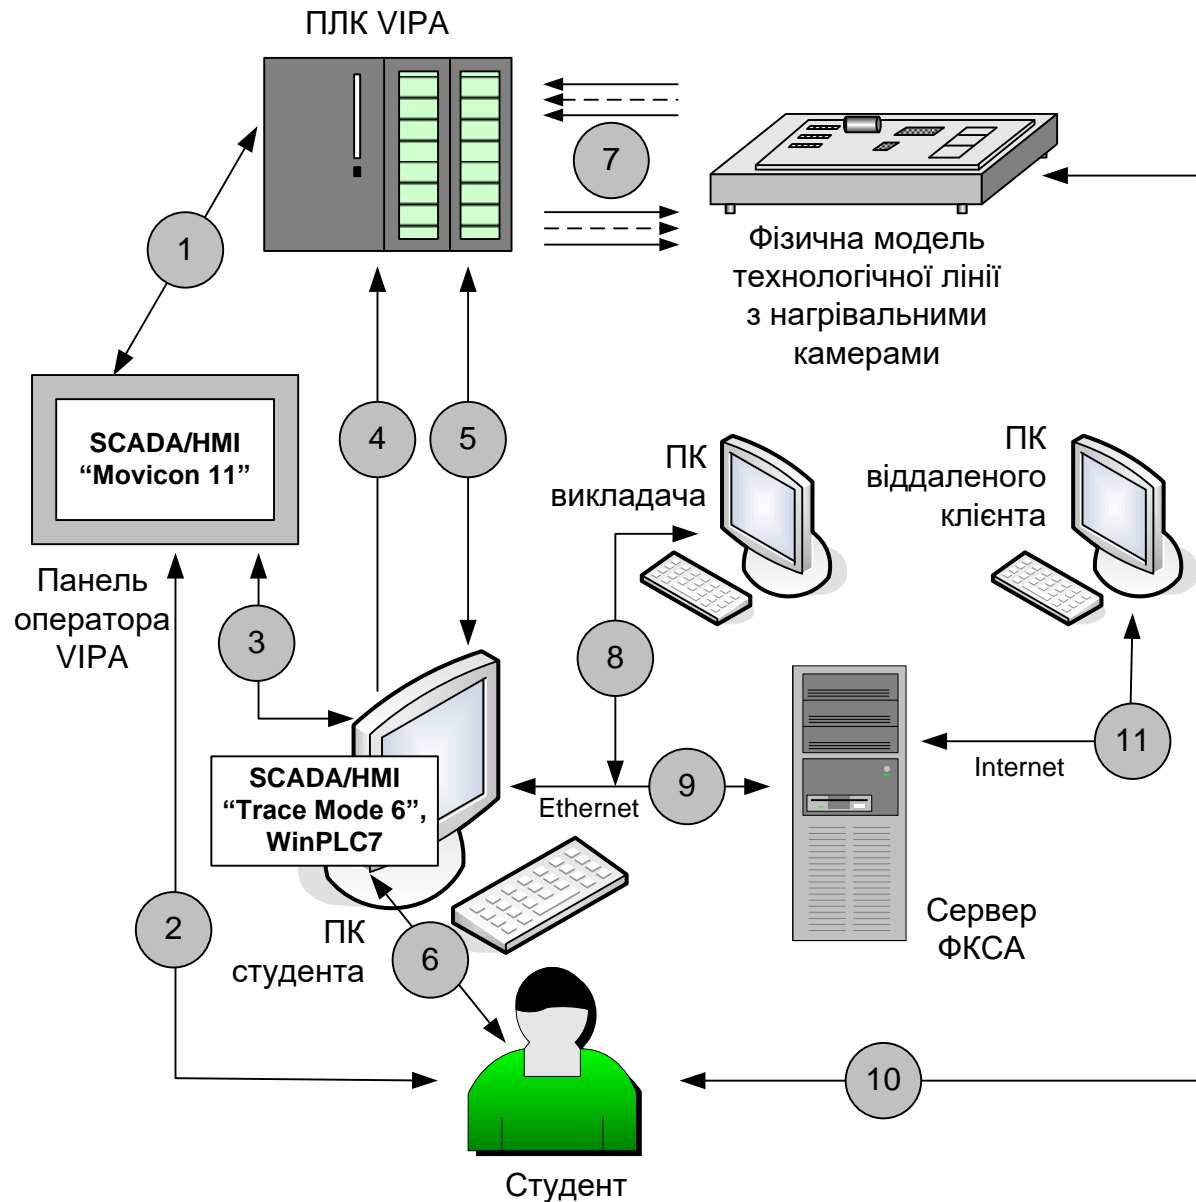 ПЛК VIPA
7
1
Фізична модель
технологічної лінії
з нагрівальними
камерами
SCADA/HMI
“Movicon 11”
4
5
ПК
викладача
ПК
віддаленого
клієнта
Панель
оператора
VIPA
3
8
SCADA/HMI
“Trace Mode 6”,
WinPLC7
Ethernet
9
Internet
11
2
ПК
студента
6
Сервер
ФКСА
10
Студент